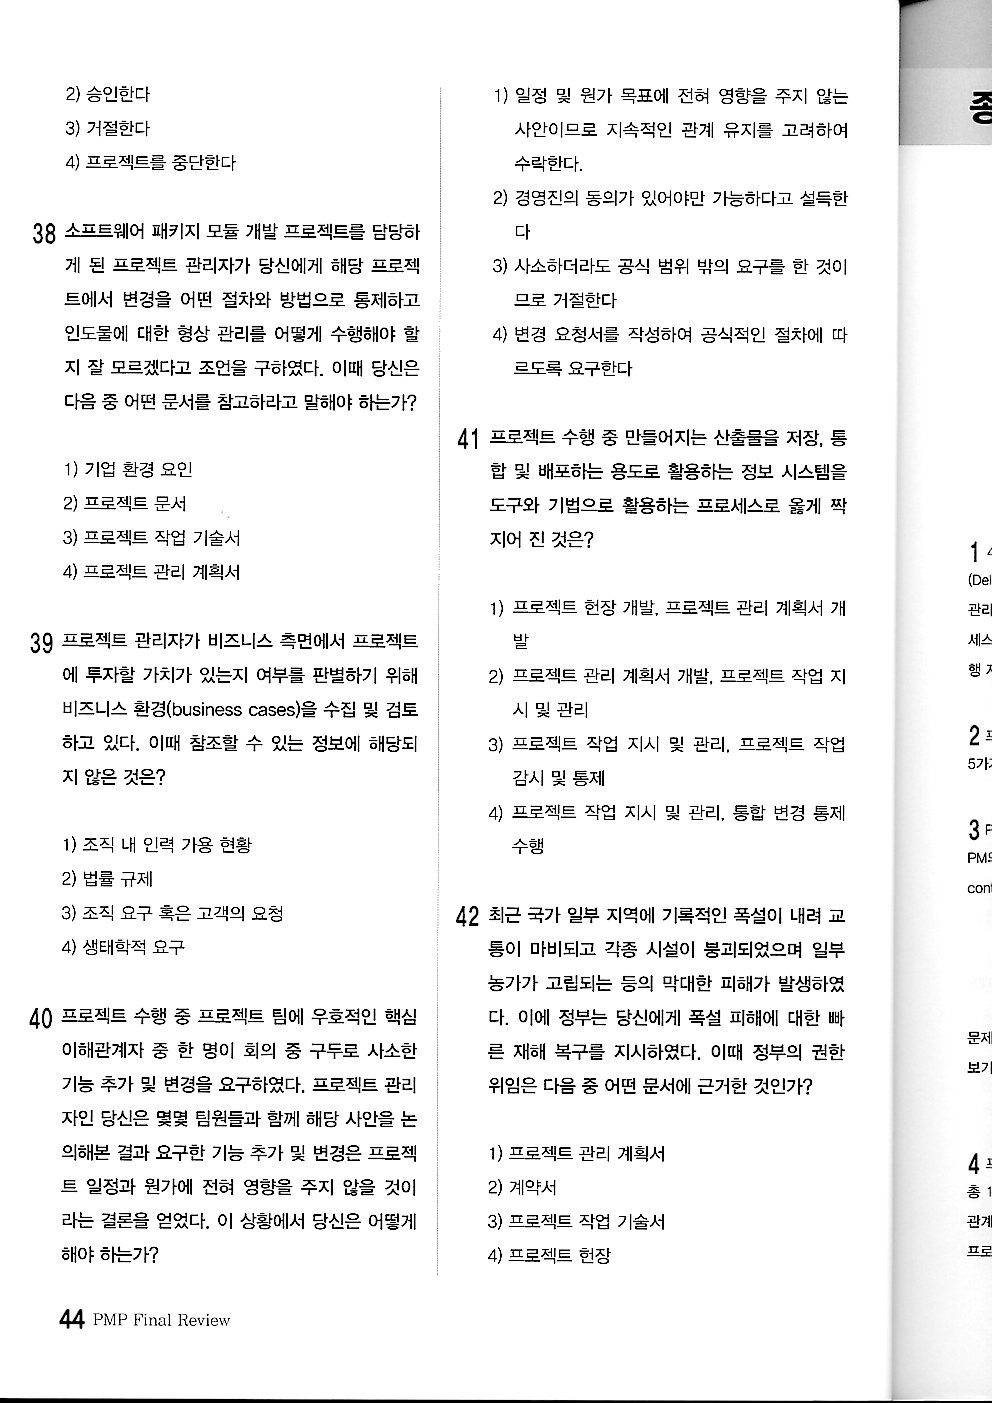 2) 승인한다
3) 거절한다
4) 프로젝트를 중단한다
38 소프트웨어 패키지 모듈 개발 프로젝트를 담당하
게 된 프로젝트 관리자가 당신에게 해당 프로젝
트에서 변경을 어떤 절차와 방법으로 통제하고
인도물에 대한 형상 관리를 어떻게 수행해야 할
지 잘 모르겠다고 조언을 구하였다. 이때 당신은
다음 중 어떤 문서를 참고하라고 말해야 하는가?
1) 기업 환경 요인
2) 프로젝트 문서
3) 프로젝트 작업 기술서
4) 프로젝트 관리 계획서
39 프로젝트 관리자가 비즈니스 측면에서 프로젝트
에 투자할 가치가 있는지 여부를 판별하기 위해
비즈니스 환경(business cases)을 수집 및 검토
하고 있다. 이때 참조할 수 있는 정보에 해당되
지 않은 것은?
1) 조직 내 인력 가용 현황
2) 법률 규제
3) 조직 요구 혹은 고객의 요청
4) 생태학적 요구
40 프로젝트 수행 중 프로젝트 팀에 우호적인 핵심
이해관계자 중 한 명이 회의 중 구두로 사소한
기능 추가 및 변경을 요구하였다. 프로젝트 관리
자인 당신은 몇몇 팀원들과 함께 해당 사안을 논
의해본 결과 요구한 기능 추가 및 변경은 프로젝
트 일정과 원가에 전혀 영향을 주지 않을 것이
라는 결론을 얻었다. 이 상황에서 당신은 어떻게
해야 하는가?
1) 일정 및 원가 목표에 전혀 영향을 주지 않는
사안이므로 지속적인 관계 유지를 고려하여
수락한다.
2) 경영진의 동의가 있어야만 가능하다고 설득한
다
3) 사소하더라도 공식 범위 밖의 요구를 한 것이
므로 거절한다
4) 변경 요청서를 작성하여 공식적인 절차에 따
르도록 요구한다
41 프로젝트 수행 중 만들어지는 산출물을 저장, 통
합 및 배포하는 용도로 활용하는 정보 시스템을
도구와 기법으로 활용하는 프로세스로 옳게 짝
지어 진 것은?
1) 프로젝트 헌장 개발, 프로젝트 관리 계획서 개
발
2) 프로젝트 관리 계획서 개발, 프로젝트 작업 지
시 및 관리
3) 프로젝트 작업 지시 및 관리, 프로젝트 작업
감시 및 통제
4) 프로젝트 작업 지시 및 관리, 통합 변경 통제
수행
42 최근 국가 일부 지역에 기록적인 폭설이 내려 교
통이 마비되고 각종 시설이 붕괴되었으며 일부
농가가 고립되는 등의 막대한 피해가 발생하였
다. 이에 정부는 당신에게 폭설 피해에 대한 빠
른 재해 복구를 지시하였다. 이때 정부의 권한
위임은 다음 중 어떤 문서에 근거한 것인가?
1) 프로젝트 관리 계획서
2) 계약서
3) 프로젝트 작업 기술서
4) 프로젝트 헌장
44 PMP Final Review
1
(Del
관리
세스
행
2
5가
3
4
총 1
관계
프로
문제
보기